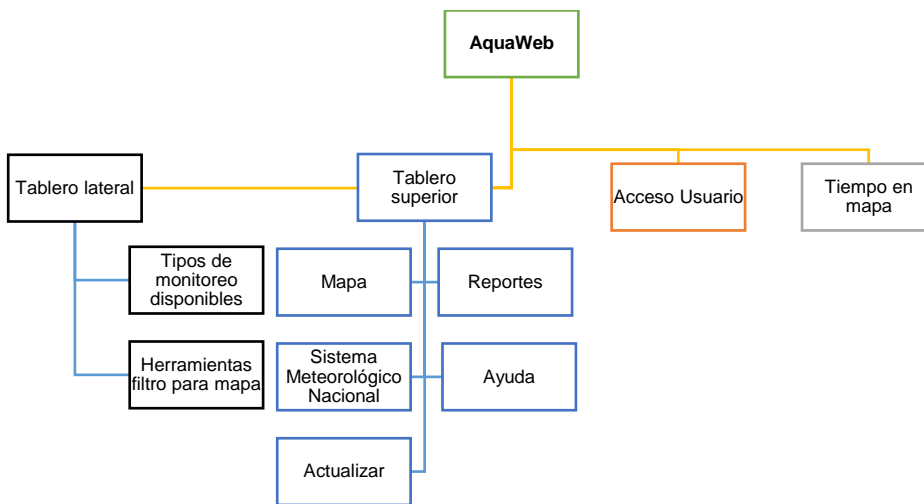 AquaWeb
Tablero lateral
Tablero
superior
Acceso Usuario
Tiempo en
mapa
Tipos de
monitoreo
disponibles
Mapa
Reportes
Herramientas
filtro para mapa
Sistema
Meteorológico
Nacional
Ayuda
Actualizar